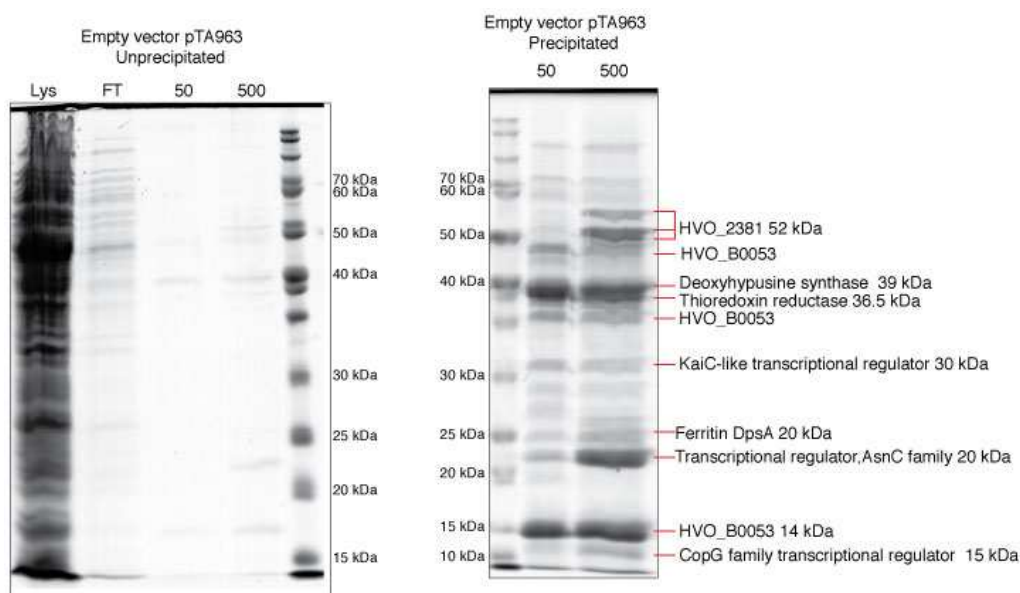 Empty vector pTA963
Unprecipitated
Lys FT 50 500
70 kDa
60 kDa
50 kDa
40 kDa
30 kDa
25 kDa
20 kDa
15 kDa
Empty vector pTA963
Precipitated
50 500
70 kDa
60 kDa
50 kDa
40 kDa
30 kDa
25 kDa
20 kDa
15 kDa
10 kDa
HVO_2381 52 kDa
HVO_B0053
Deoxyhypusine synthase 39 kDa
Thioredoxin reductase 36.5 kDa
HVO_B0053
KaiC-like transcriptional regulator 30 kDa
Ferritin DpsA 20 kDa
Transcriptional regulator,AsnC family 20 kDa
HVO_B0053 14 kDa
CopG family transcriptional regulator 15 kDa